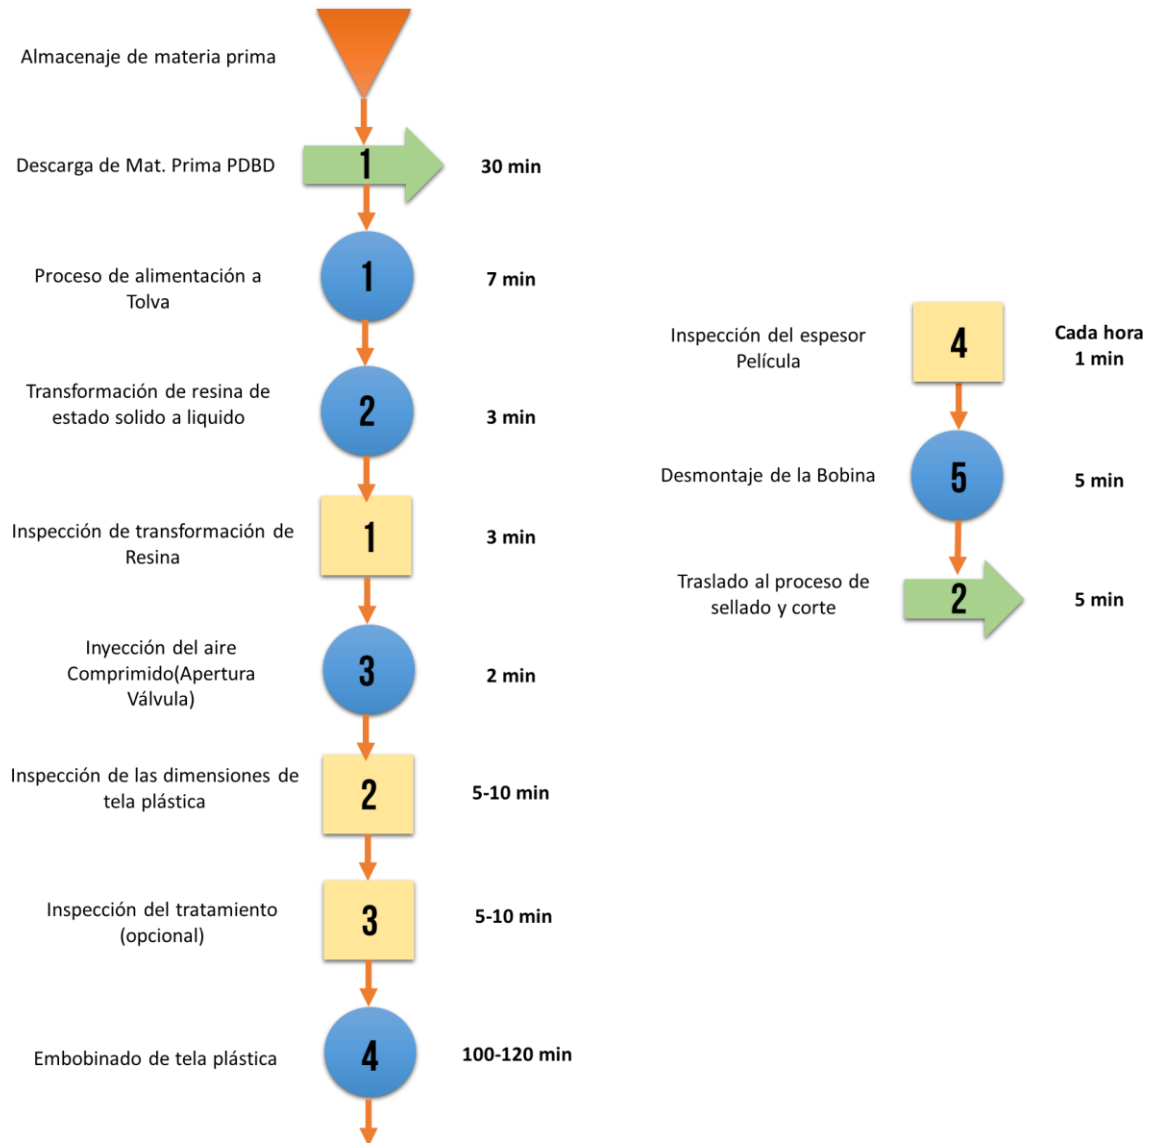 Almacenaje de materia prima
Descarga de Mat. Prima PDBD
1
30 min
Proceso de alimentación a
Tolva
1
7 min
Transformación de resina de
estado solido a liquido
2
3 min
Inspección de transformación de
Resina
1
3 min
Inyección del aire
Comprimido(Apertura
Válvula)
3
2 min
Inspección de las dimensiones de
tela plástica
2
5-10 min
Inspección del tratamiento
(opcional)
3
5-10 min
Embobinado de tela plástica
4
100-120 min
Inspección del espesor
Película
4
Cada hora
1 min
Desmontaje de la Bobina
5
5 min
Traslado al proceso de
sellado y corte
2
5 min